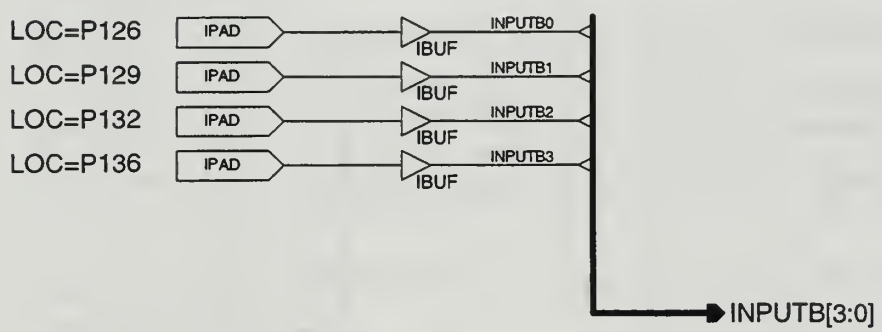 LOC=P126 IPAD IBUF INPUTB0
LOC=P129 IPAD IBUF INPUTB1
LOC=P132 IPAD IBUF INPUTB2
LOC=P136 IPAD IBUF INPUTB3
INPUTB[3:0]